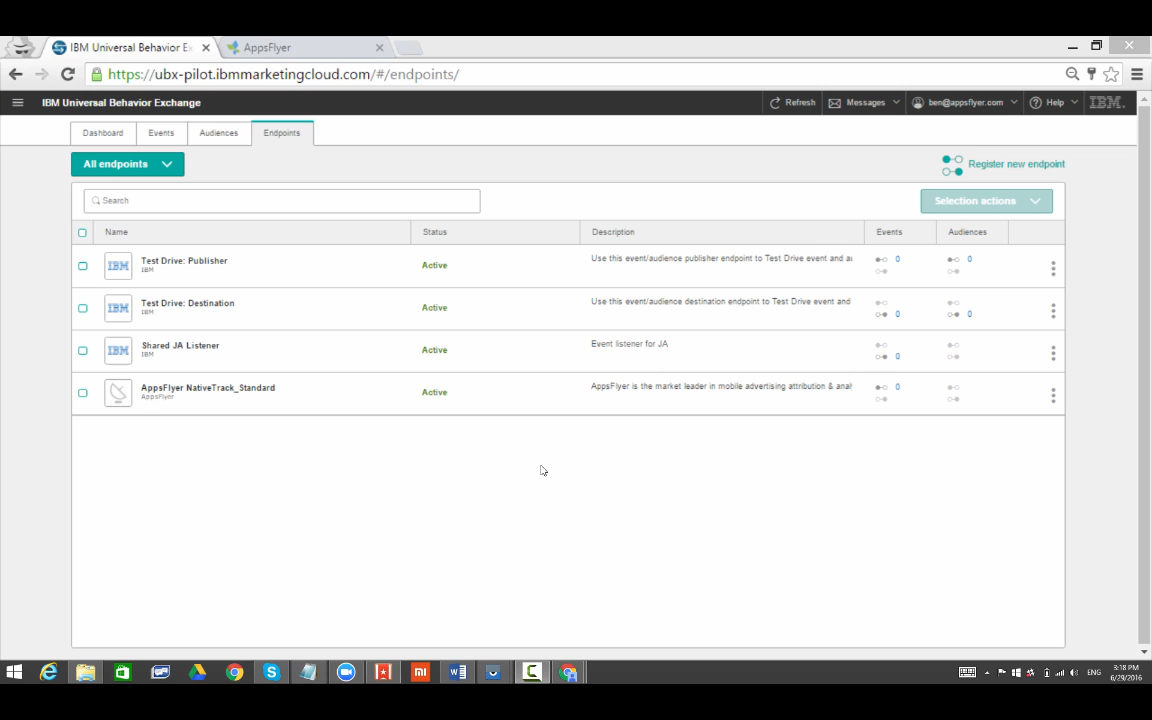 IBM Universal Behavior Ex
AppsFlyer
https://ubx-pilot.ibmmarketingcloud.com/#/endpoints/
IBM Universal Behavior Exchange
Refresh
Messages
ben@appsflyer.com
Help
IBM
Dashboard
Events
Audiences
Endpoints
All endpoints
Register new endpoint
Search
Selection actions
Name
Status
Description
Events
Audiences
IBM
Test Drive: Publisher
IBM
Active
Use this event/audience publisher endpoint to Test Drive event and
0
0
IBM
Test Drive: Destination
IBM
Active
Use this event/audience destination endpoint to Test Drive event and
0
0
IBM
Shared JA Listener
IBM
Active
Event listener for JA
0
AppsFlyer NativeTrack_Standard
AppsFlyer
Active
AppsFlyer is the market leader in mobile advertising attribution &
0
ENG
3:18 PM
6/29/2016